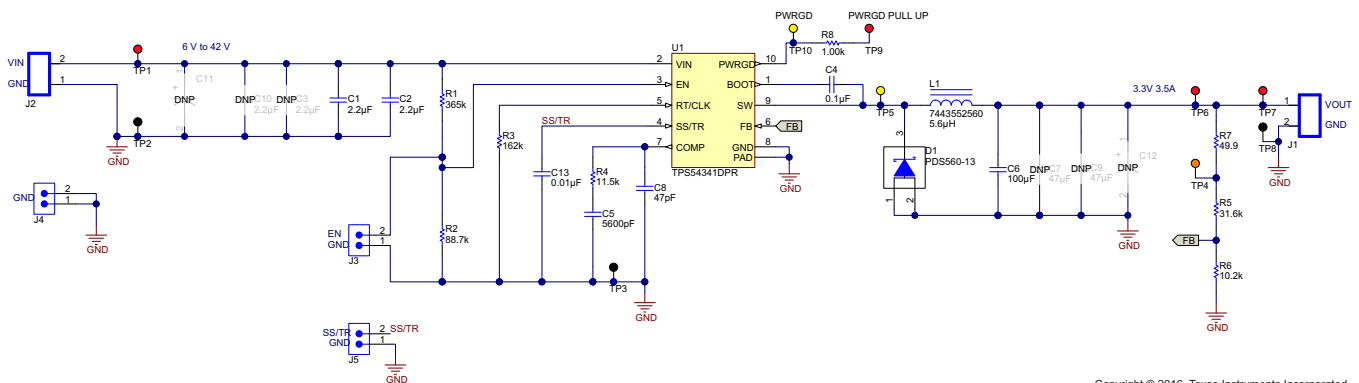 PWRGD
PWRGD PULL UP
R8
1.00k
TP10
TP9
6 V to 42 V
U1
VIN
GND
2
1
J2
TP1
TP2
GND
+
1
2
C11
DNP
C10
2.2µF
DNP
C3
2.2µF
DNP
C1
2.2µF
C2
2.2µF
R1
365k
R2
88.7k
R3
162k
2
3
5
4
7
VIN
EN
RT/CLK
SS/TR
COMP
PWRGD
BOOT
SW
FB
GND
PAD
10
1
9
6
8
TPS54341DPR
SS/TR
C13
0.01µF
R4
11.5k
C5
5600pF
C8
47pF
C4
0.1µF
FB
GND
TP5
L1
7443552560
5.6µH
3
D1
PDS560-13
1
2
C6
100µF
C7
47µF
DNP
C9
47µF
DNP
+
1
2
C12
DNP
GND
3.3V 3.5A
TP6
TP7
TP8
1
2
VOUT
GND
J1
GND
R7
49.9
TP4
R5
31.6k
FB
R6
10.2k
GND
GND
2
1
J4
GND
EN
GND
2
1
J3
TP3
GND
SS/TR
GND
2
1
SS/TR
J5
GND